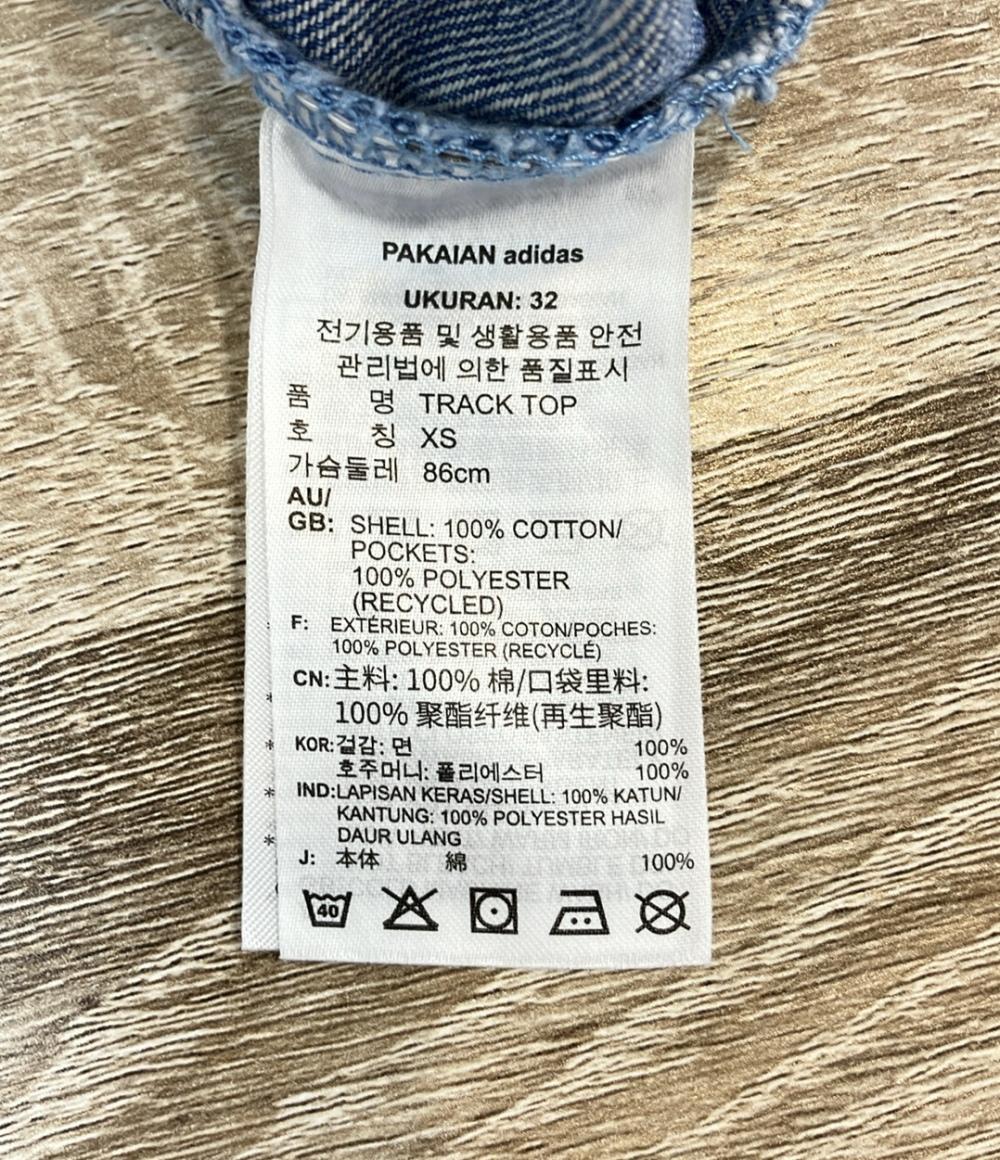 PAKAIAN adidas
UKURAN: 32
전기용품 및 생활용품 안전
관리법에 의한 품질표시
품 명 TRACK TOP
호 칭 XS
가슴둘레 86cm
AU/
GB: SHELL: 100% COTTON/
POCKETS:
100% POLYESTER
(RECYCLED)
F: EXTÉRIEUR: 100% COTON/POCHES:
100% POLYESTER (RECYCLÉ)
CN: 主料: 100% 棉/口袋里料:
100% 聚酯纤维(再生聚酯)
KOR: 겉감: 면 100%
호주머니: 폴리에스터 100%
IND: LAPISAN KERAS/SHELL: 100% KATUN/
KANTUNG: 100% POLYESTER HASIL
DAUR ULANG
J: 本体 綿 100%
40